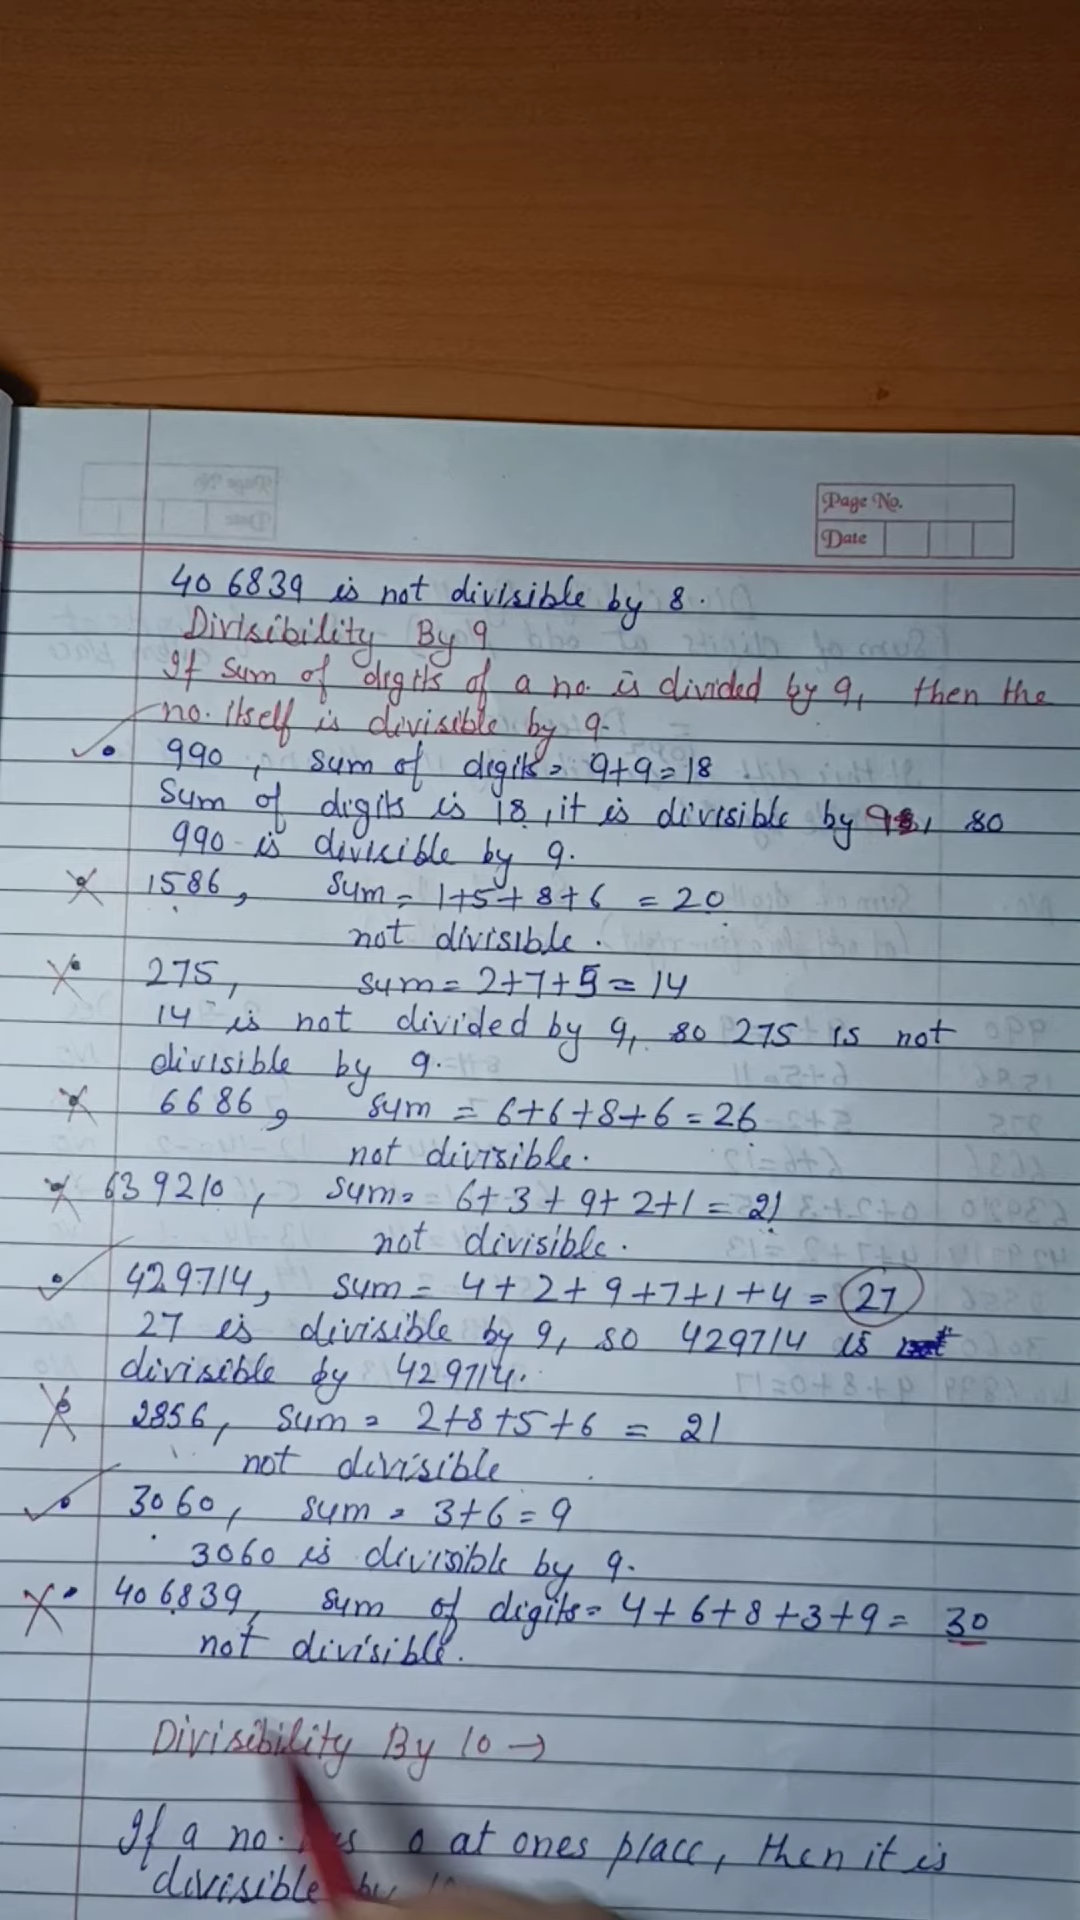 Page No.
Date
406839 is not divisible by 8.
Divisibility By 9
If sum of digits of a no. is divided by 9, then the
no. itself is divisible by 9.
990, sum of digits = 9+9=18
Sum of digits is 18, it is divisible by 9, so
990 is divisible by 9.
1586, sum = 1+5+8+6 = 20
not divisible.
275, sum = 2+7+5 = 14
14 is not divided by 9, so 275 is not
divisible by 9.
6686, sum = 6+6+8+6 = 26
not divisible.
639210, sum = 6+3+9+2+1 = 21
not divisible.
429714, sum = 4+2+9+7+1+4 = 27
27 is divisible by 9, so 429714 is
divisible by 429714.
2856, sum = 2+8+5+6 = 21
not divisible
3060, sum = 3+6 = 9
3060 is divisible by 9.
406839, sum of digits = 4+6+8+3+9 = 30
not divisible.
Divisibility By 10 →
If a no. 0 at ones place, then it is
divisible by